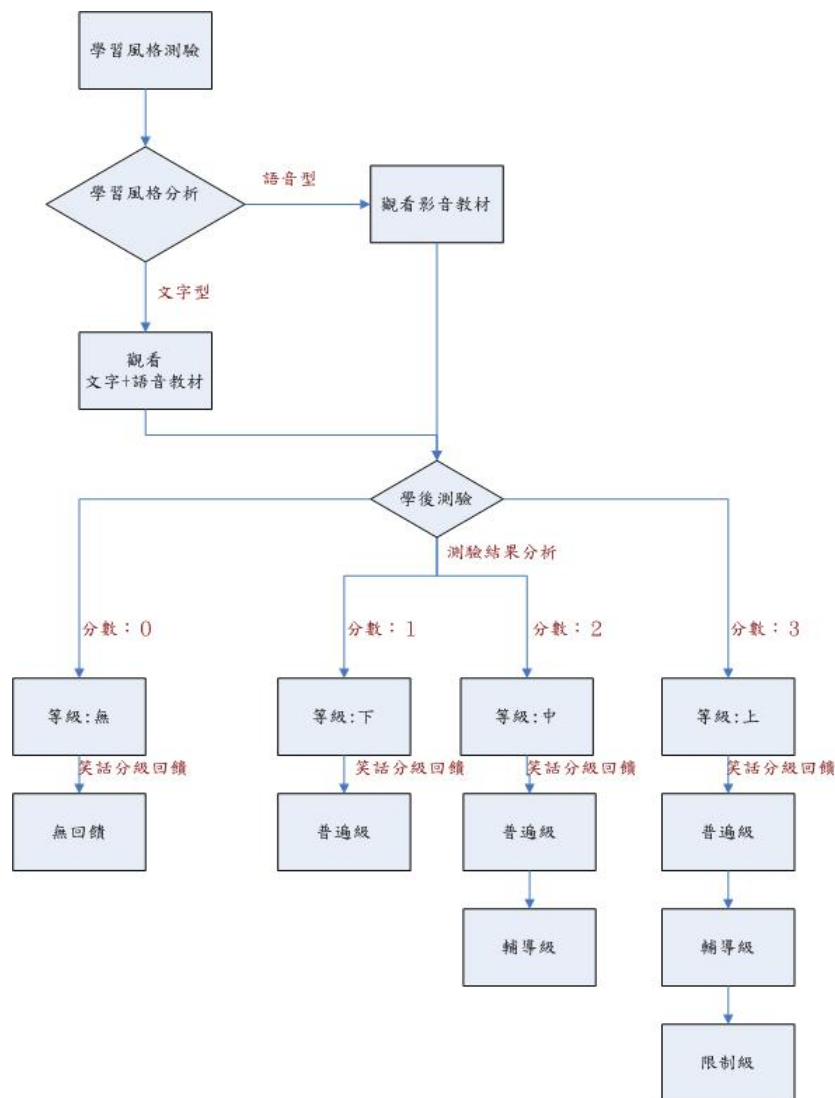 學習風格測驗
學習風格分析
語音型
觀看影音教材
文字型
觀看
文字+語音教材
學後測驗
測驗結果分析
分數：0
分數：1
分數：2
分數：3
等級:無
等級:下
等級:中
等級:上
笑話分級回饋
笑話分級回饋
笑話分級回饋
笑話分級回饋
無回饋
普遍級
普遍級
普遍級
輔導級
輔導級
限制級